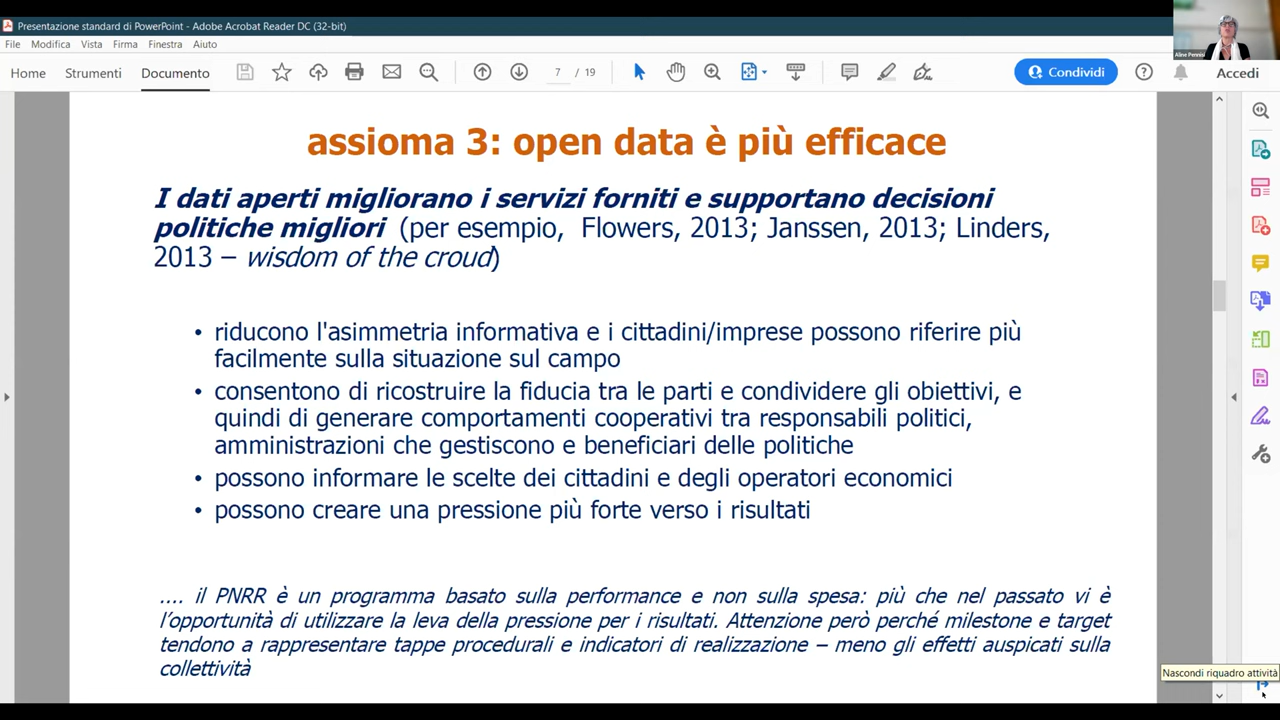 Presentazione standard di PowerPoint - Adobe Acrobat Reader DC (32-bit)
File Modifica Vista Firma Finestra Aiuto
Aline Pennisi
Home Strumenti Documento 7 / 19 Condividi Accedi
assioma 3: open data è più efficace
I dati aperti migliorano i servizi forniti e supportano decisioni
politiche migliori (per esempio, Flowers, 2013; Janssen, 2013; Linders,
2013 – wisdom of the croud)
• riducono l'asimmetria informativa e i cittadini/imprese possono riferire più
facilmente sulla situazione sul campo
• consentono di ricostruire la fiducia tra le parti e condividere gli obiettivi, e
quindi di generare comportamenti cooperativi tra responsabili politici,
amministrazioni che gestiscono e beneficiari delle politiche
• possono informare le scelte dei cittadini e degli operatori economici
• possono creare una pressione più forte verso i risultati
.... il PNRR è un programma basato sulla performance e non sulla spesa: più che nel passato vi è
l’opportunità di utilizzare la leva della pressione per i risultati. Attenzione però perché milestone e target
tendono a rappresentare tappe procedurali e indicatori di realizzazione – meno gli effetti auspicati sulla
collettività
Nascondi riquadro attività